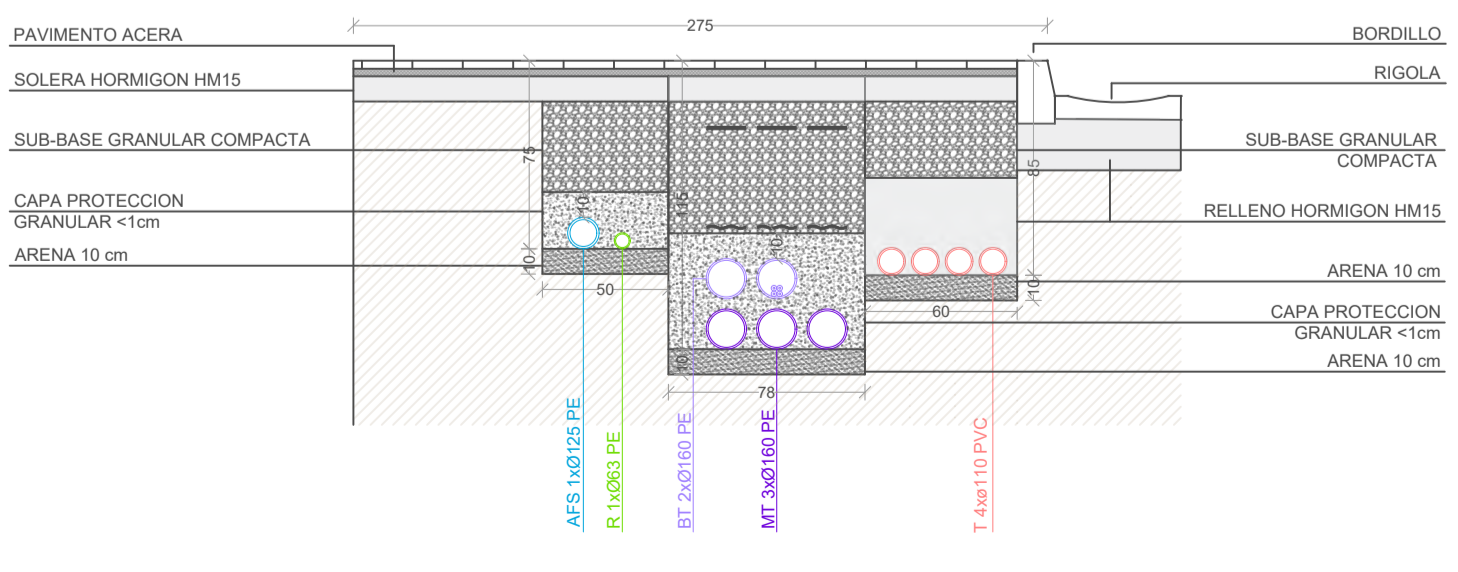 275
PAVIMENTO ACERA
BORDILLO
SOLERA HORMIGON HM15
RIGOLA
SUB-BASE GRANULAR COMPACTA
75
85
SUB-BASE GRANULAR
COMPACTA
CAPA PROTECCION
GRANULAR <1cm
10
115
10
RELLENO HORMIGON HM15
ARENA 10 cm
10
50
10
ARENA 10 cm
60
CAPA PROTECCION
GRANULAR <1cm
10
ARENA 10 cm
78
AFS 1xØ125 PE
R 1xØ63 PE
BT 2xØ160 PE
MT 3xØ160 PE
T 4xø110 PVC